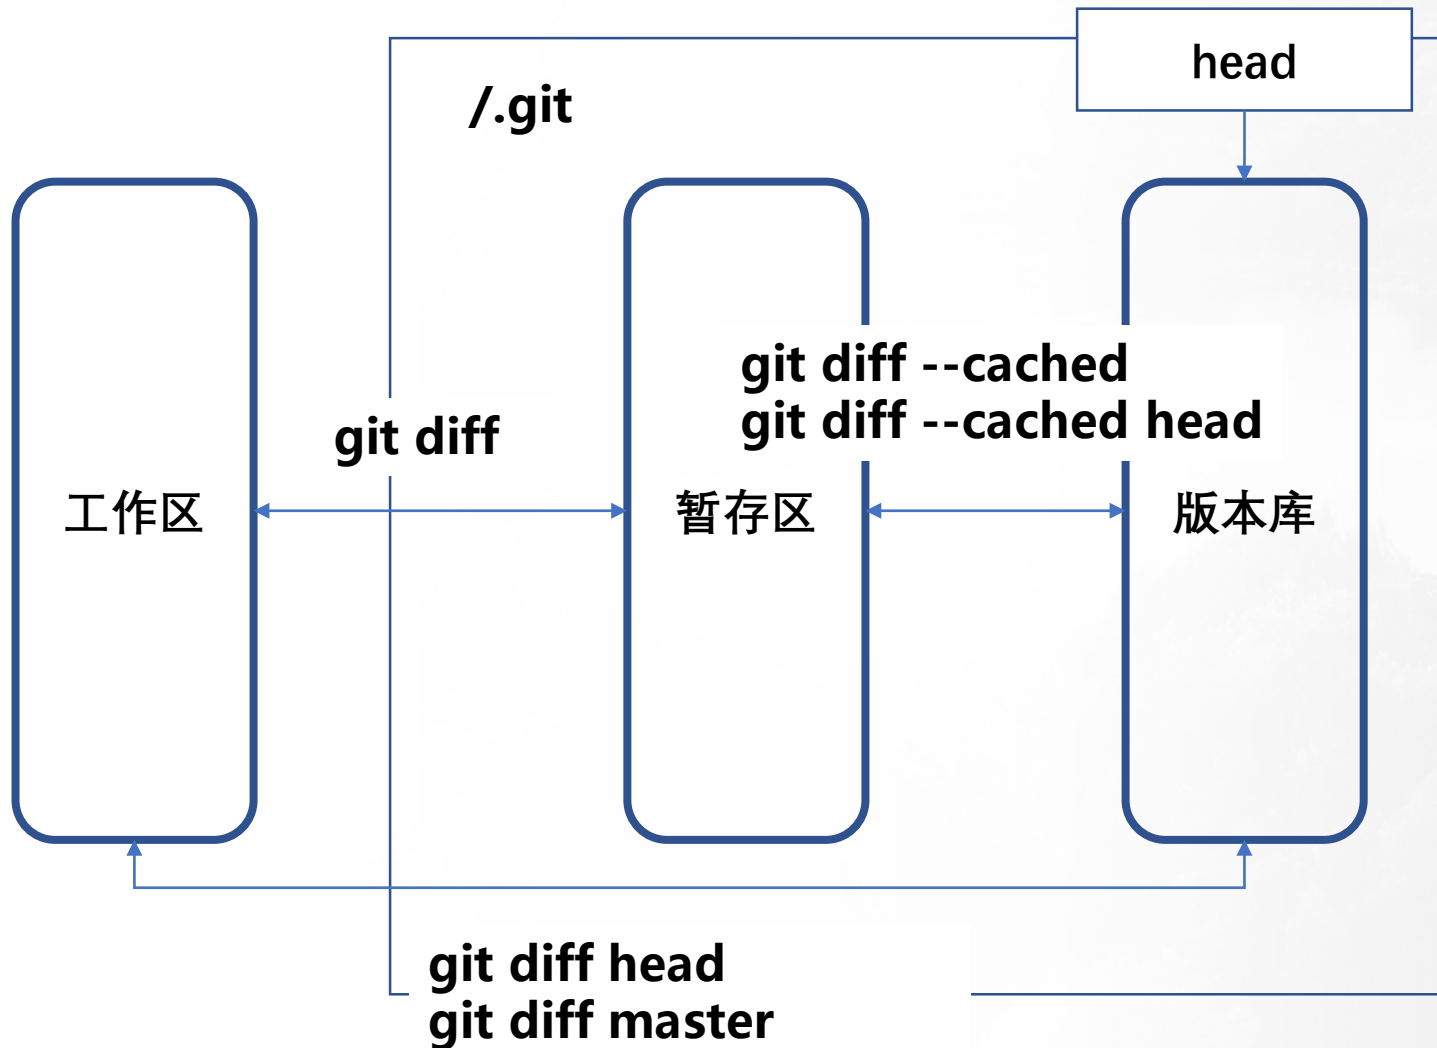 head
/.git
git diff --cached
git diff --cached head
git diff
工作区
暂存区
版本库
git diff head
git diff master